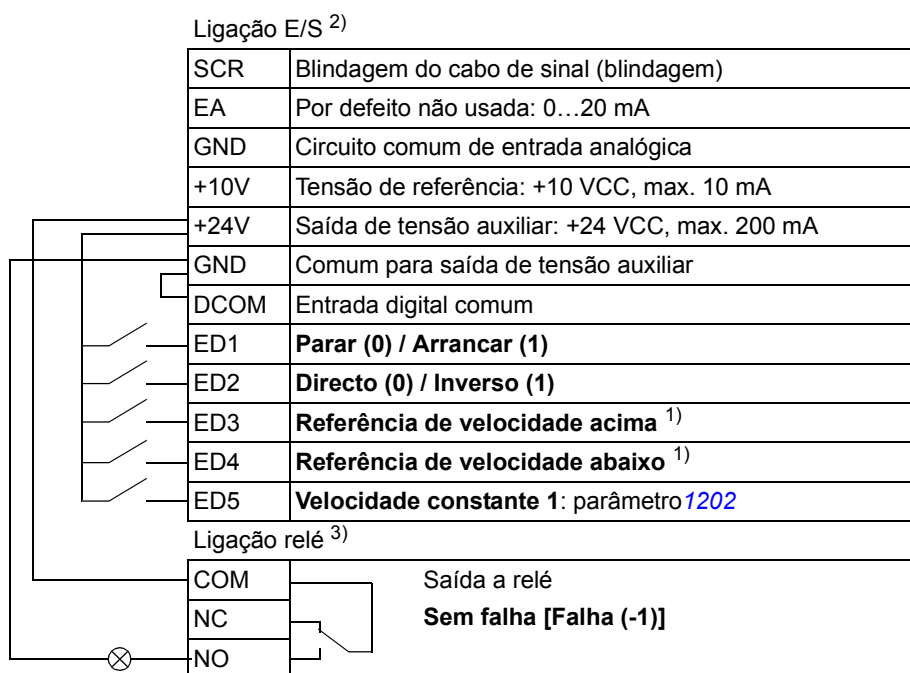 Ligação E/S 2)
SCR Blindagem do cabo de sinal (blindagem)
EA Por defeito não usada: 0…20 mA
GND Circuito comum de entrada analógica
+10V Tensão de referência: +10 VCC, max. 10 mA
+24V Saída de tensão auxiliar: +24 VCC, max. 200 mA
GND Comum para saída de tensão auxiliar
DCOM Entrada digital comum
ED1 Parar (0) / Arrancar (1)
ED2 Directo (0) / Inverso (1)
ED3 Referência de velocidade acima 1)
ED4 Referência de velocidade abaixo 1)
ED5 Velocidade constante 1: parâmetro1202
Ligação relé 3)
COM Saída a relé
NC Sem falha [Falha (-1)]
NO